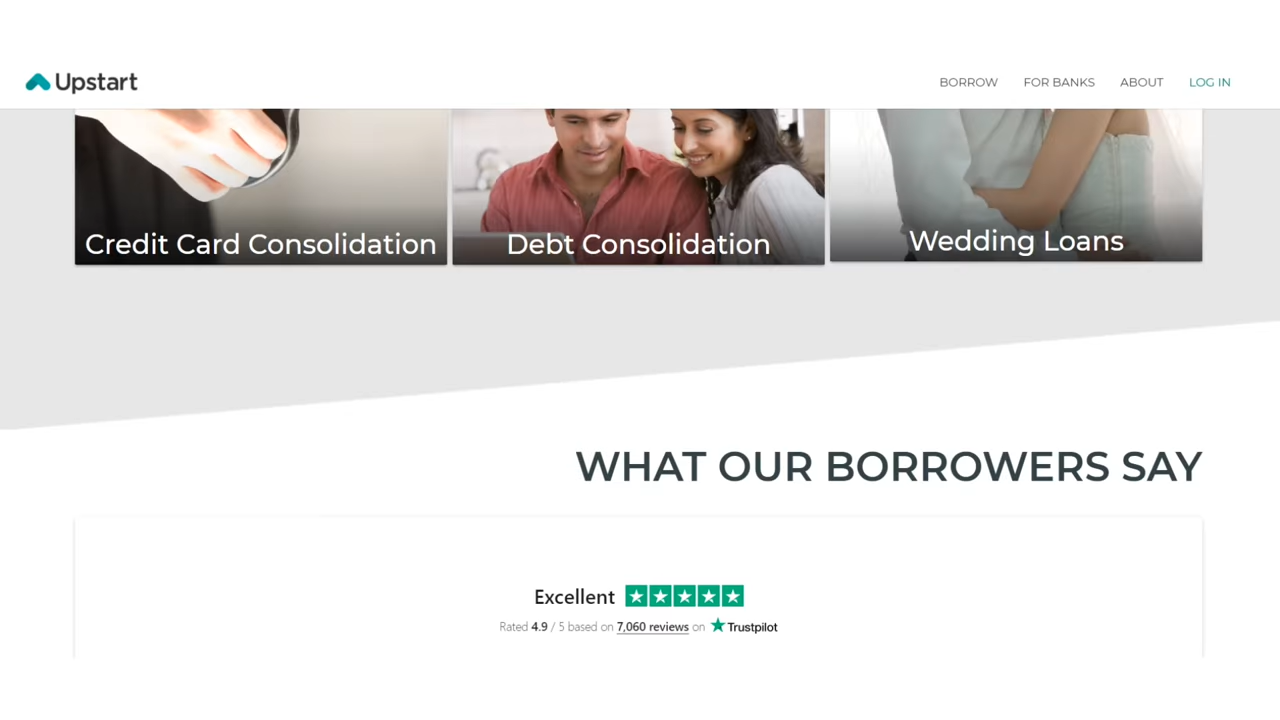 Upstart
BORROW FOR BANKS ABOUT LOG IN
Credit Card Consolidation
Debt Consolidation
Wedding Loans
WHAT OUR BORROWERS SAY
Excellent
Rated 4.9 / 5 based on 7,060 reviews on Trustpilot